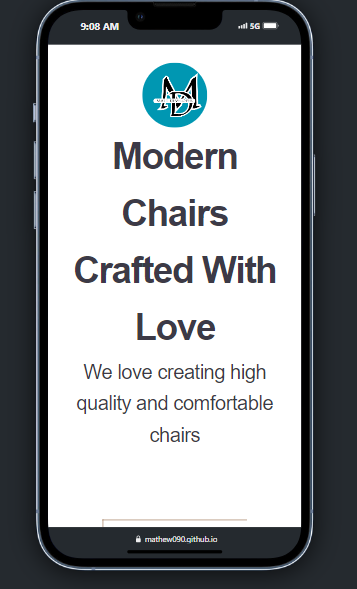 9:08 AM
5G
Modern
Chairs
Crafted With
Love
We love creating high
quality and comfortable
chairs
mathew090.github.io